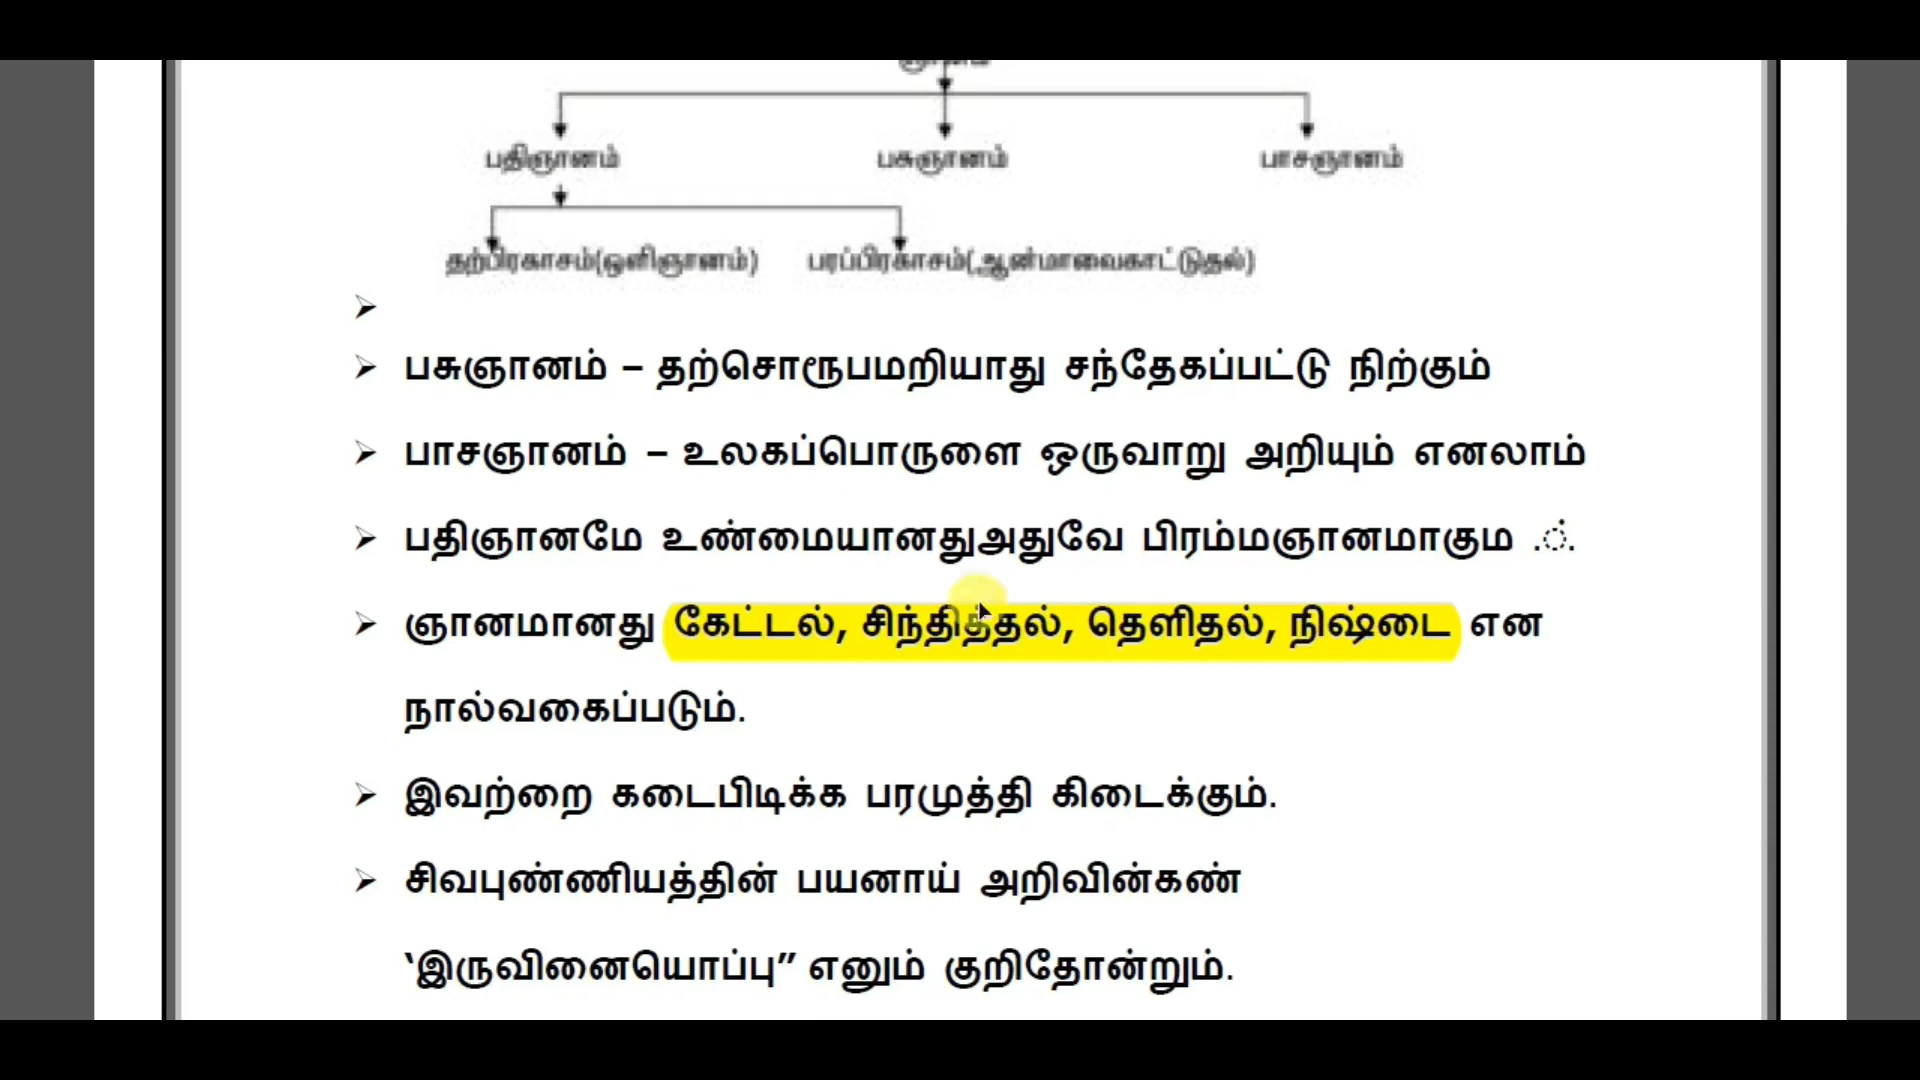 ஞானம்
பதிஞானம் பசுஞானம் பாசஞானம்
தற்பிரகாசம்(ஒளிஞானம்) பரப்பிரகாசம்(ஆன்மாவைகாட்டுதல்)
பசுஞானம் – தற்சொரூபமறியாது சந்தேகப்பட்டு நிற்கும்
பாசஞானம் – உலகப்பொருளை ஒருவாறு அறியும் எனலாம்
பதிஞானமே உண்மையானதுஅதுவே பிரம்மஞானமாகும .்.
ஞானமானது கேட்டல், சிந்தித்தல், தெளிதல், நிஷ்டை என
நால்வகைப்படும்.
இவற்றை கடைபிடிக்க பரமுத்தி கிடைக்கும்.
சிவபுண்ணியத்தின் பயனாய் அறிவின்கண்
‘இருவினையொப்பு” எனும் குறிதோன்றும்.